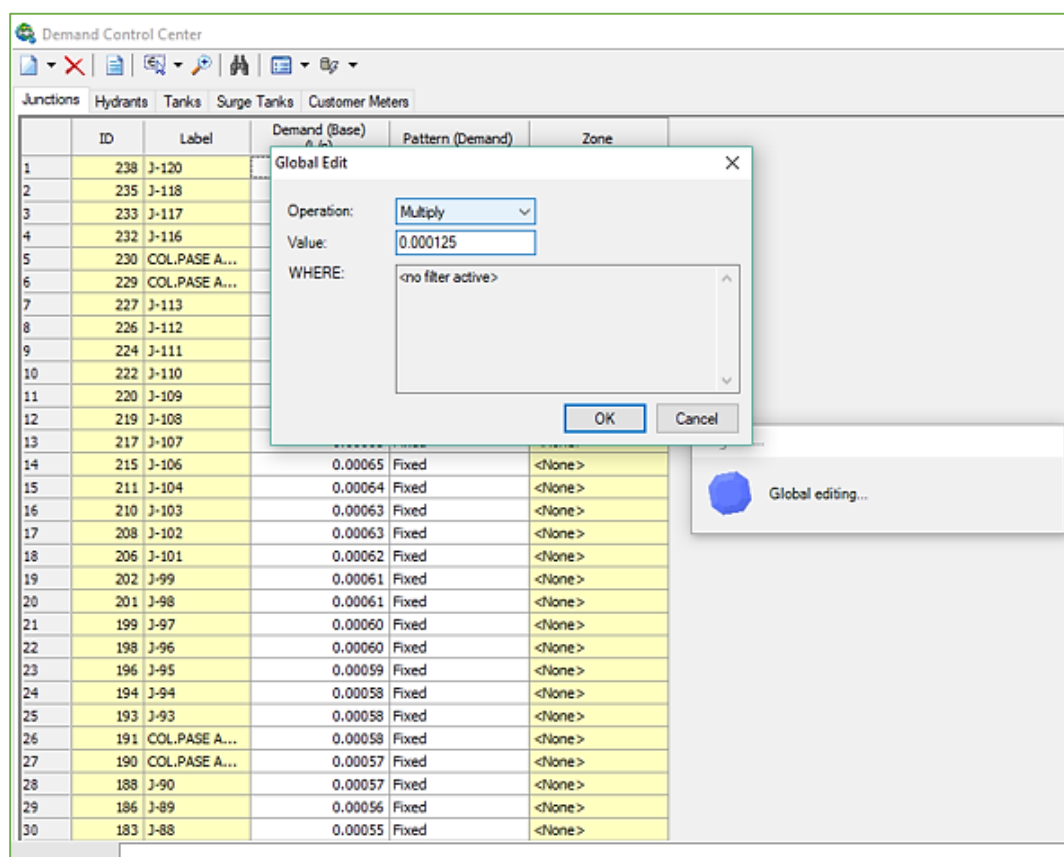 Demand Control Center
Junctions Hydrants Tanks Surge Tanks Customer Meters
ID Label Demand (Base) Pattern (Demand) Zone
Global Edit
Operation: Multiply
Value: 0.000125
WHERE: <no filter active>
OK Cancel
1 238 J-120
2 235 J-118
3 233 J-117
4 232 J-116
5 230 COL.PASE A...
6 229 COL.PASE A...
7 227 J-113
8 226 J-112
9 224 J-111
10 222 J-110
11 220 J-109
12 219 J-108
13 217 J-107
14 215 J-106 0.00065 Fixed <None>
15 211 J-104 0.00064 Fixed <None>
16 210 J-103 0.00063 Fixed <None>
17 208 J-102 0.00063 Fixed <None>
18 206 J-101 0.00062 Fixed <None>
19 202 J-99 0.00061 Fixed <None>
20 201 J-98 0.00061 Fixed <None>
21 199 J-97 0.00060 Fixed <None>
22 198 J-96 0.00060 Fixed <None>
23 196 J-95 0.00059 Fixed <None>
24 194 J-94 0.00058 Fixed <None>
25 193 J-93 0.00058 Fixed <None>
26 191 COL.PASE A... 0.00058 Fixed <None>
27 190 COL.PASE A... 0.00057 Fixed <None>
28 188 J-90 0.00057 Fixed <None>
29 186 J-89 0.00056 Fixed <None>
30 183 J-88 0.00055 Fixed <None>
Global editing...